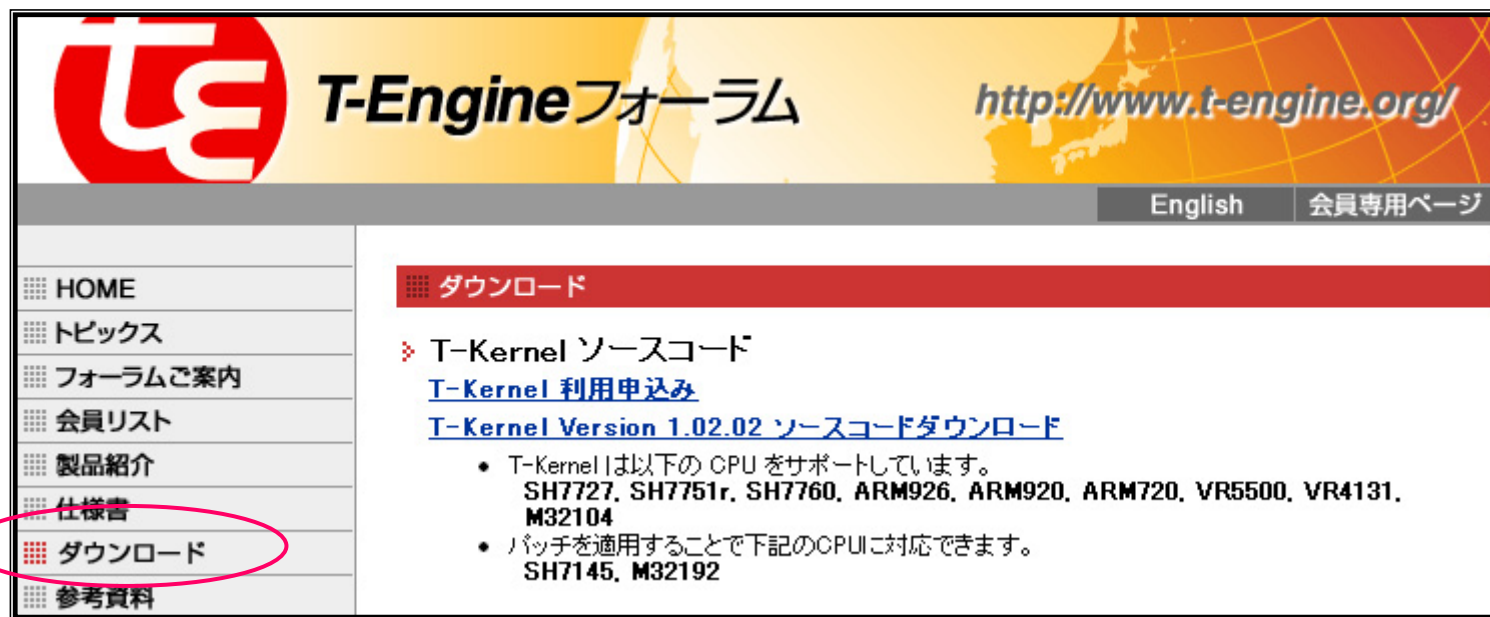 T-Engineフォーラム
http://www.t-engine.org/
English
会員専用ページ
HOME
トピックス
フォーラムご案内
会員リスト
製品紹介
仕様書
ダウンロード
参考資料
ダウンロード
T-Kernel ソースコード
T-Kernel 利用申込み
T-Kernel Version 1.02.02 ソースコードダウンロード
T-Kernel は以下の CPU をサポートしています。
SH7727, SH7751r, SH7760, ARM926, ARM920, ARM720, VR5500, VR4131,
M32104
パッチを適用することで下記のCPUに対応できます。
SH7145, M32192